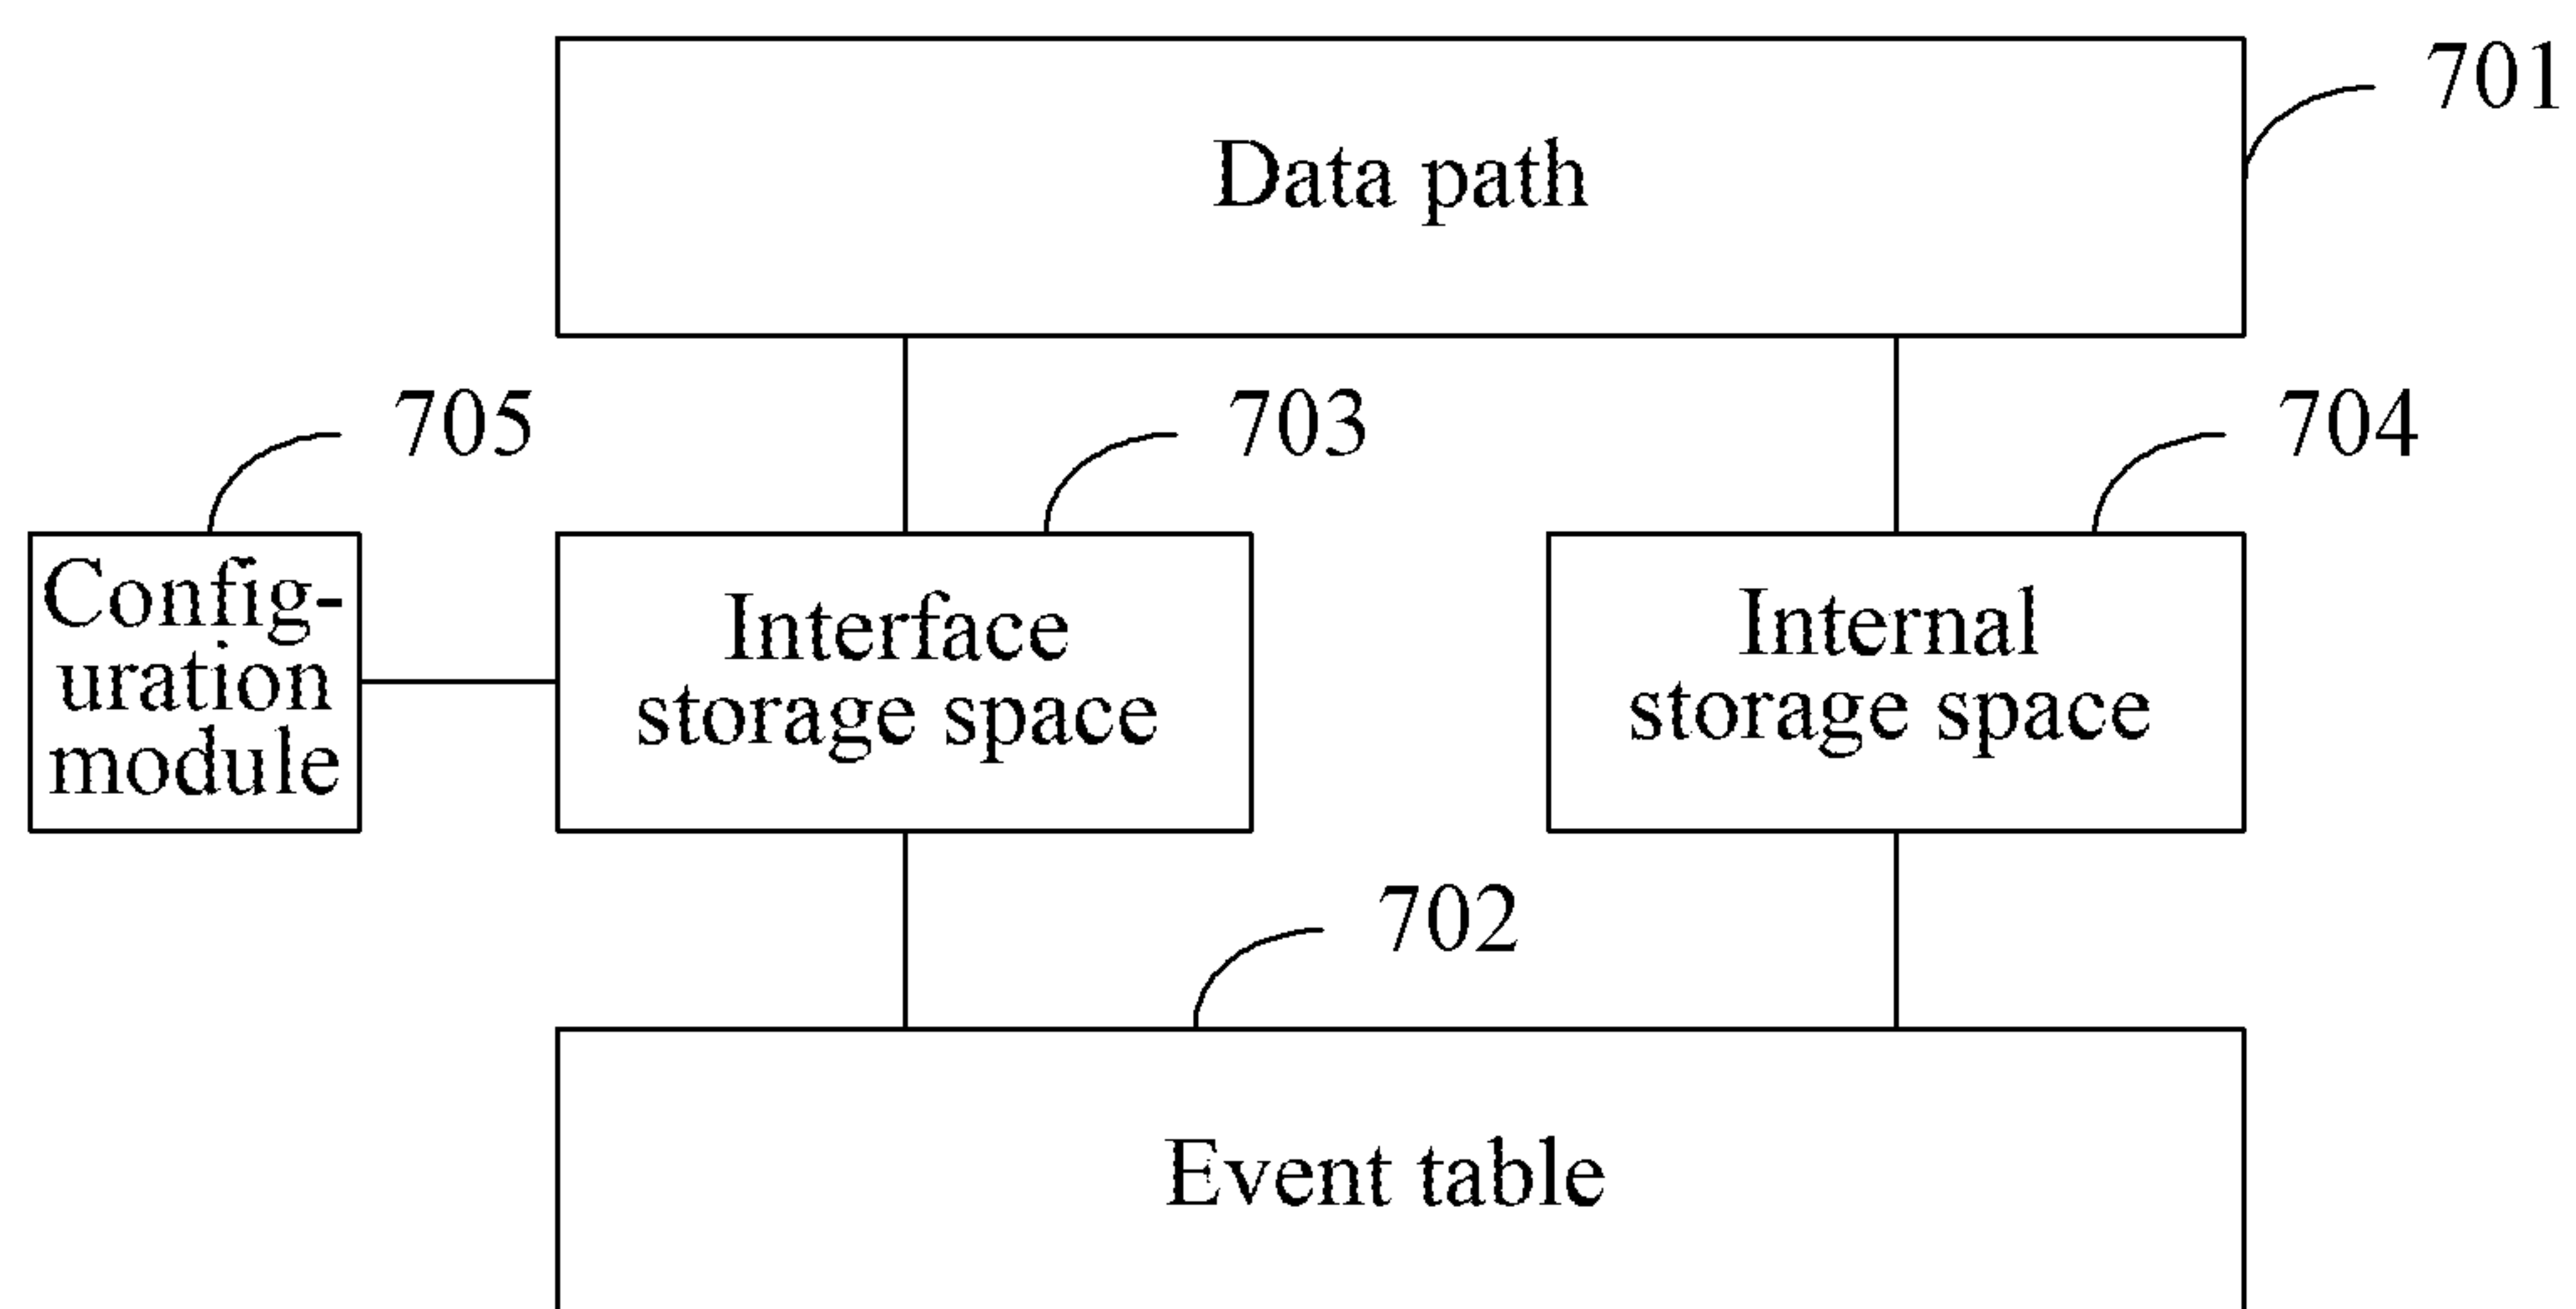 701
Data path
705
703
704
Config-
uration
module
Interface
storage space
Internal
storage space
702
Event table